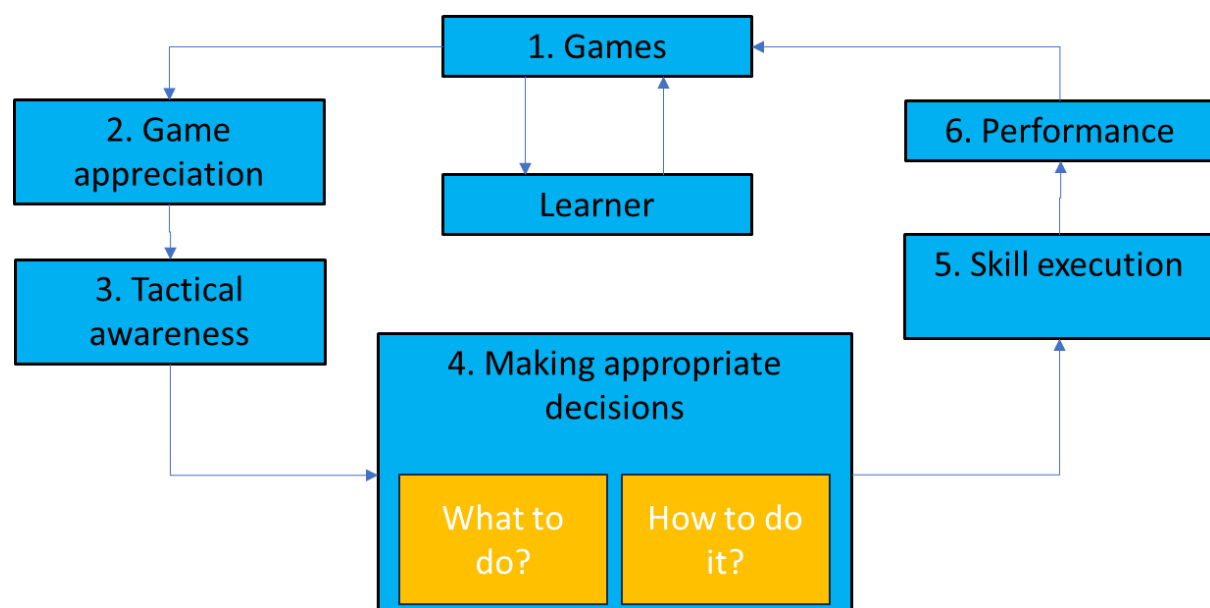 1. Games
2. Game
appreciation
Learner
3. Tactical
awareness
4. Making appropriate
decisions
What to
do?
How to do
it?
5. Skill execution
6. Performance